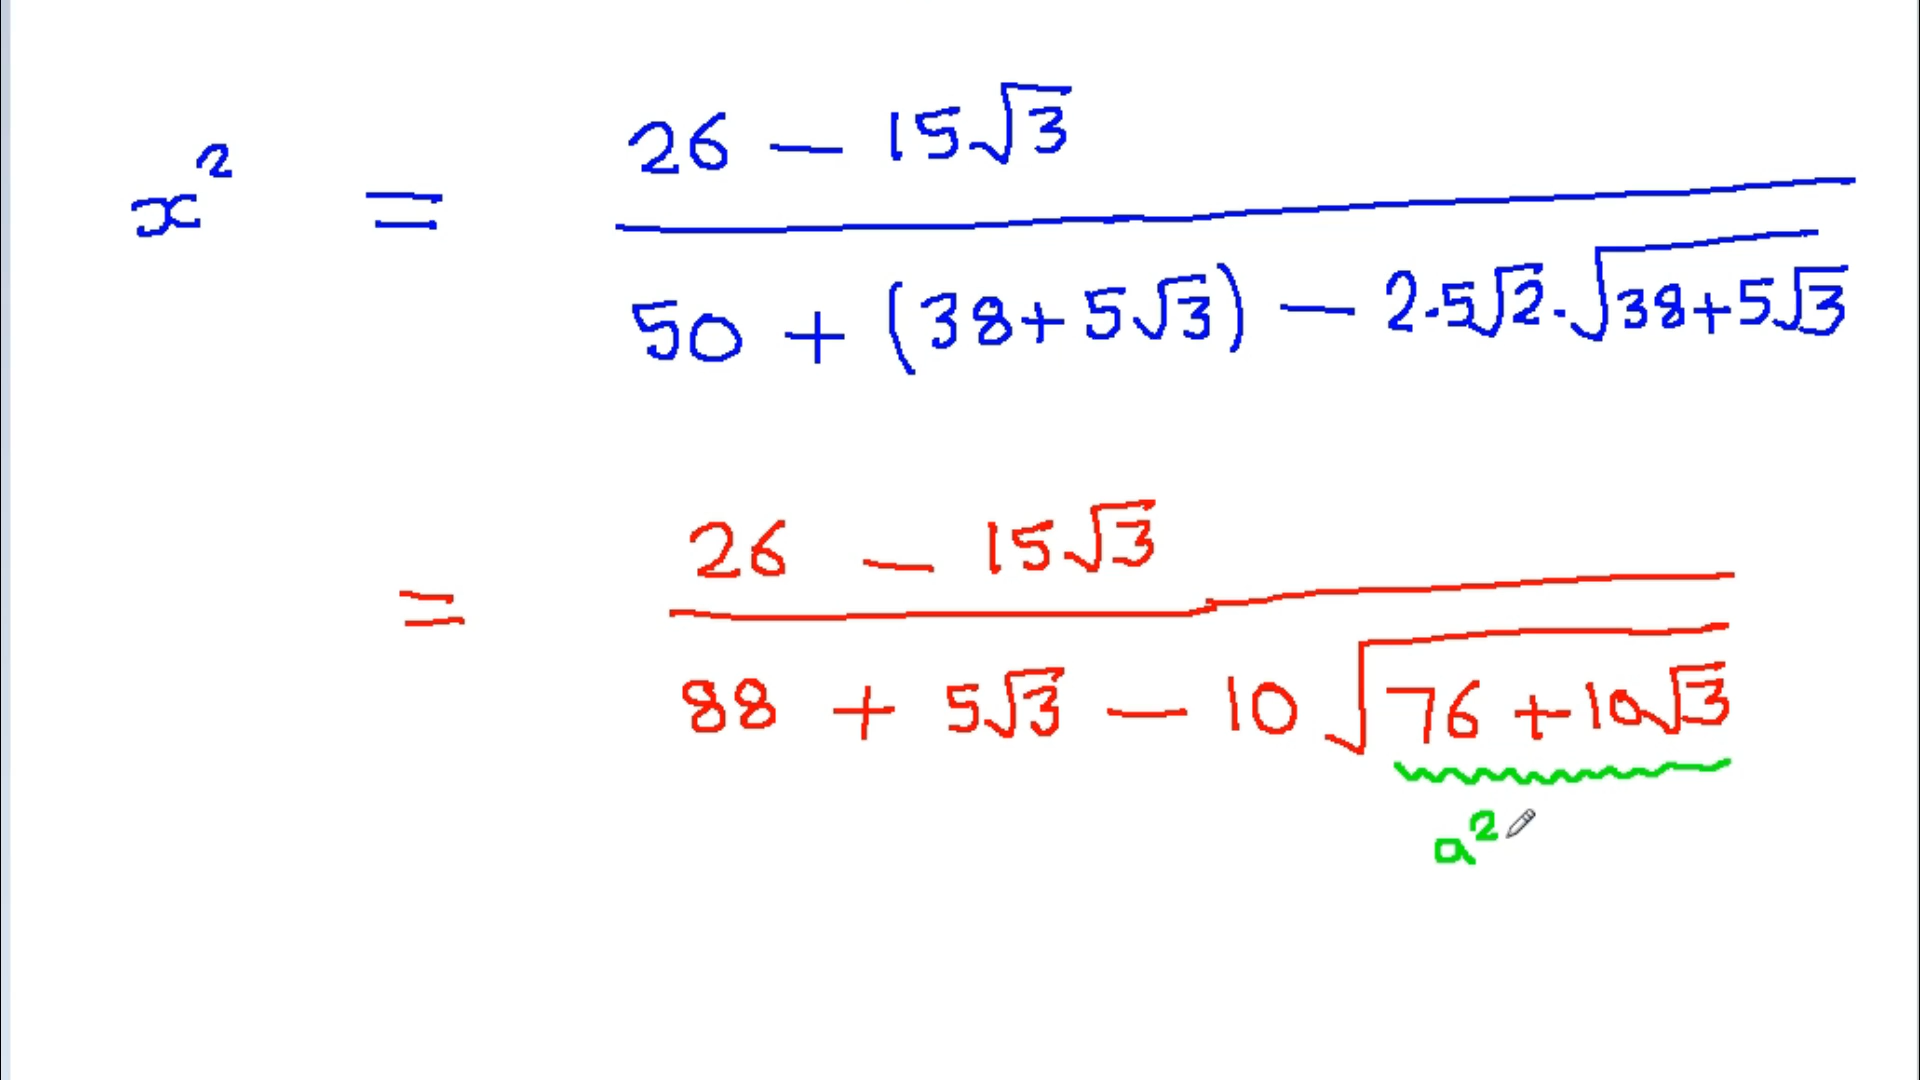 x² = (26 − 15√3) / (50 + (38+5√3) − 2·5√2·√(38+5√3))
= (26 − 15√3) / (88 + 5√3 − 10√(76+10√3))
a²